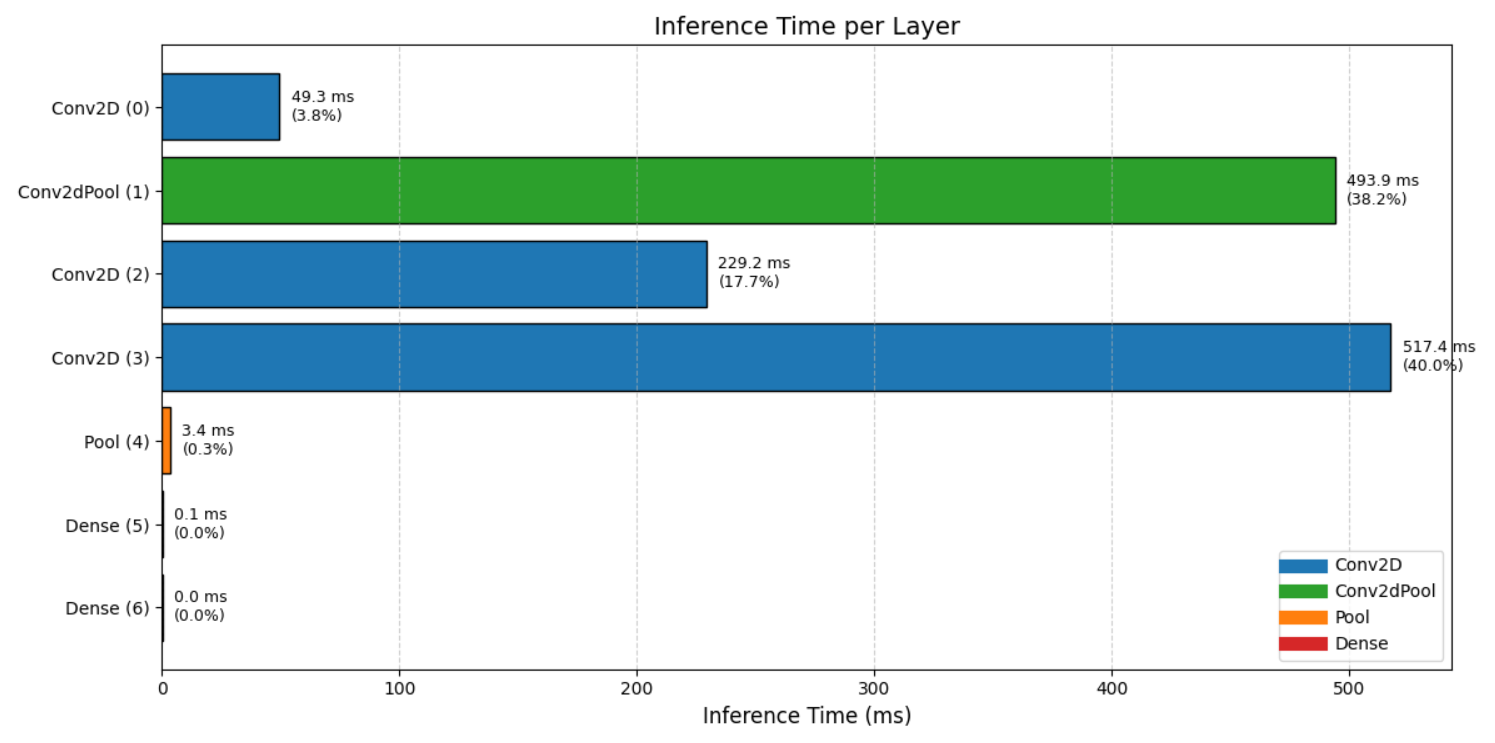 Inference Time per Layer
Conv2D (0)
49.3 ms
(3.8%)
Conv2dPool (1)
493.9 ms
(38.2%)
Conv2D (2)
229.2 ms
(17.7%)
Conv2D (3)
517.4 ms
(40.0%)
Pool (4)
3.4 ms
(0.3%)
Dense (5)
0.1 ms
(0.0%)
Dense (6)
0.0 ms
(0.0%)
Conv2D
Conv2dPool
Pool
Dense
0 100 200 300 400 500
Inference Time (ms)